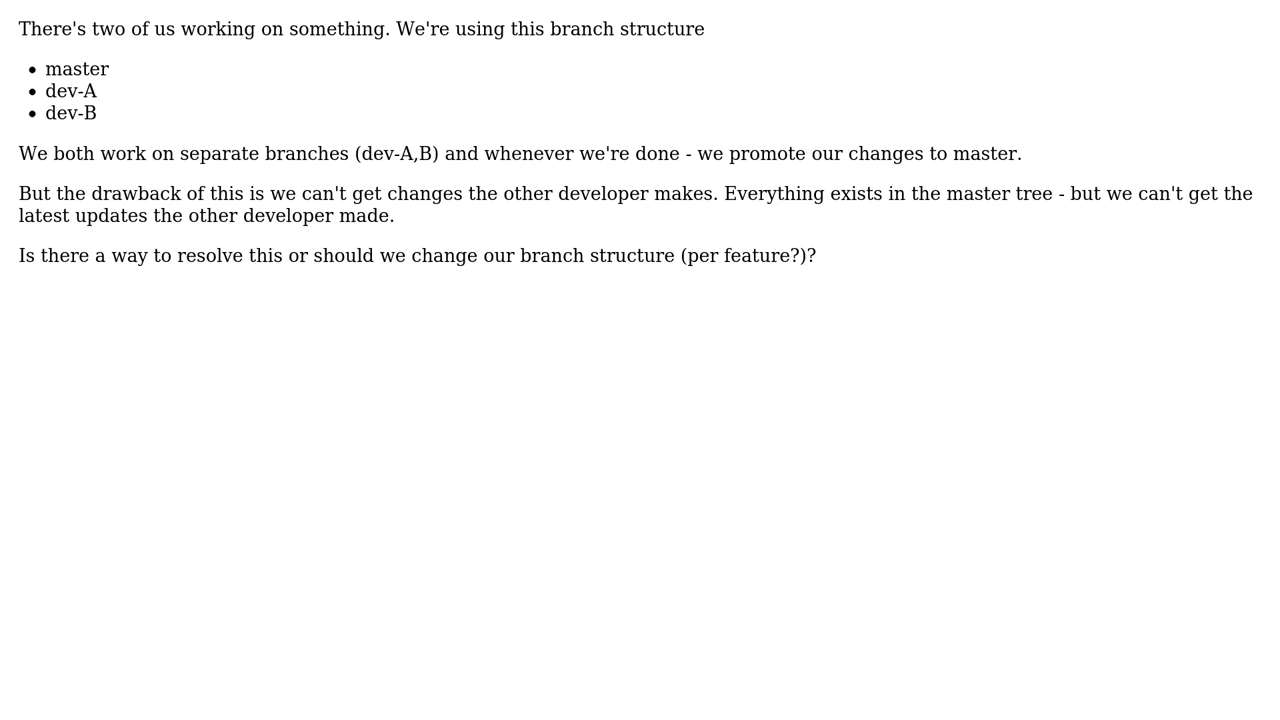 There's two of us working on something. We're using this branch structure
• master
• dev-A
• dev-B
We both work on separate branches (dev-A,B) and whenever we're done - we promote our changes to master.
But the drawback of this is we can't get changes the other developer makes. Everything exists in the master tree - but we can't get the
latest updates the other developer made.
Is there a way to resolve this or should we change our branch structure (per feature?)?